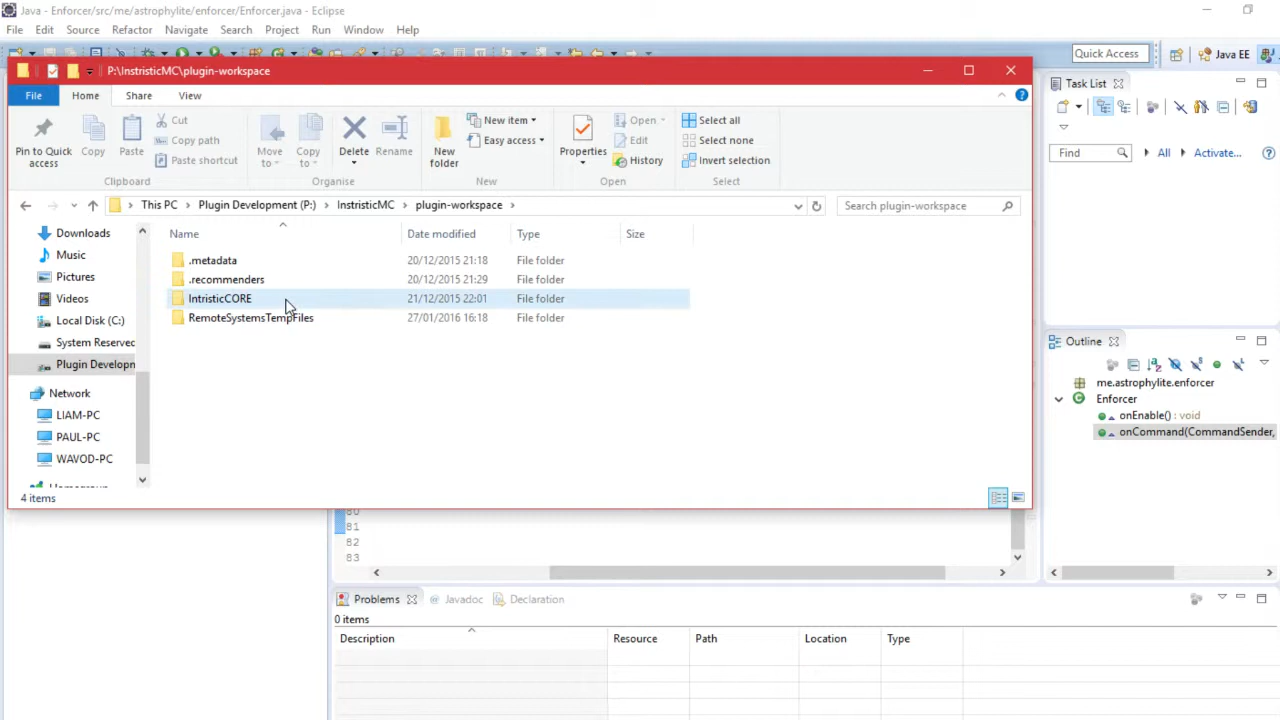 Java - Enforcer/src/me/astrophylite/enforcer/Enforcer.java - Eclipse
File Edit Source Refactor Navigate Search Project Run Window Help
Quick Access Java EE
P:\InstristicMC\plugin-workspace
File Home Share View
Pin to Quick access
Copy
Paste
Cut
Copy path
Paste shortcut
Clipboard
Move to
Copy to
Delete
Rename
Organise
New folder
New item
Easy access
New
Properties
Open
Edit
History
Open
Select all
Select none
Invert selection
Select
This PC Plugin Development (P:) InstristicMC plugin-workspace
Search plugin-workspace
Downloads
Music
Pictures
Videos
Local Disk (C:)
System Reserved
Plugin Developn
Network
LIAM-PC
PAUL-PC
WAVOD-PC
Name Date modified Type Size
.metadata 20/12/2015 21:18 File folder
.recommenders 20/12/2015 21:29 File folder
IntristicCORE 21/12/2015 22:01 File folder
RemoteSystemsTempFiles 27/01/2016 16:18 File folder
4 items
Task List
Find All Activate...
Outline
me.astrophylite.enforcer
Enforcer
onEnable() : void
onCommand(CommandSender,
80
81
82
83
Problems Javadoc Declaration
0 items
Description Resource Path Location Type